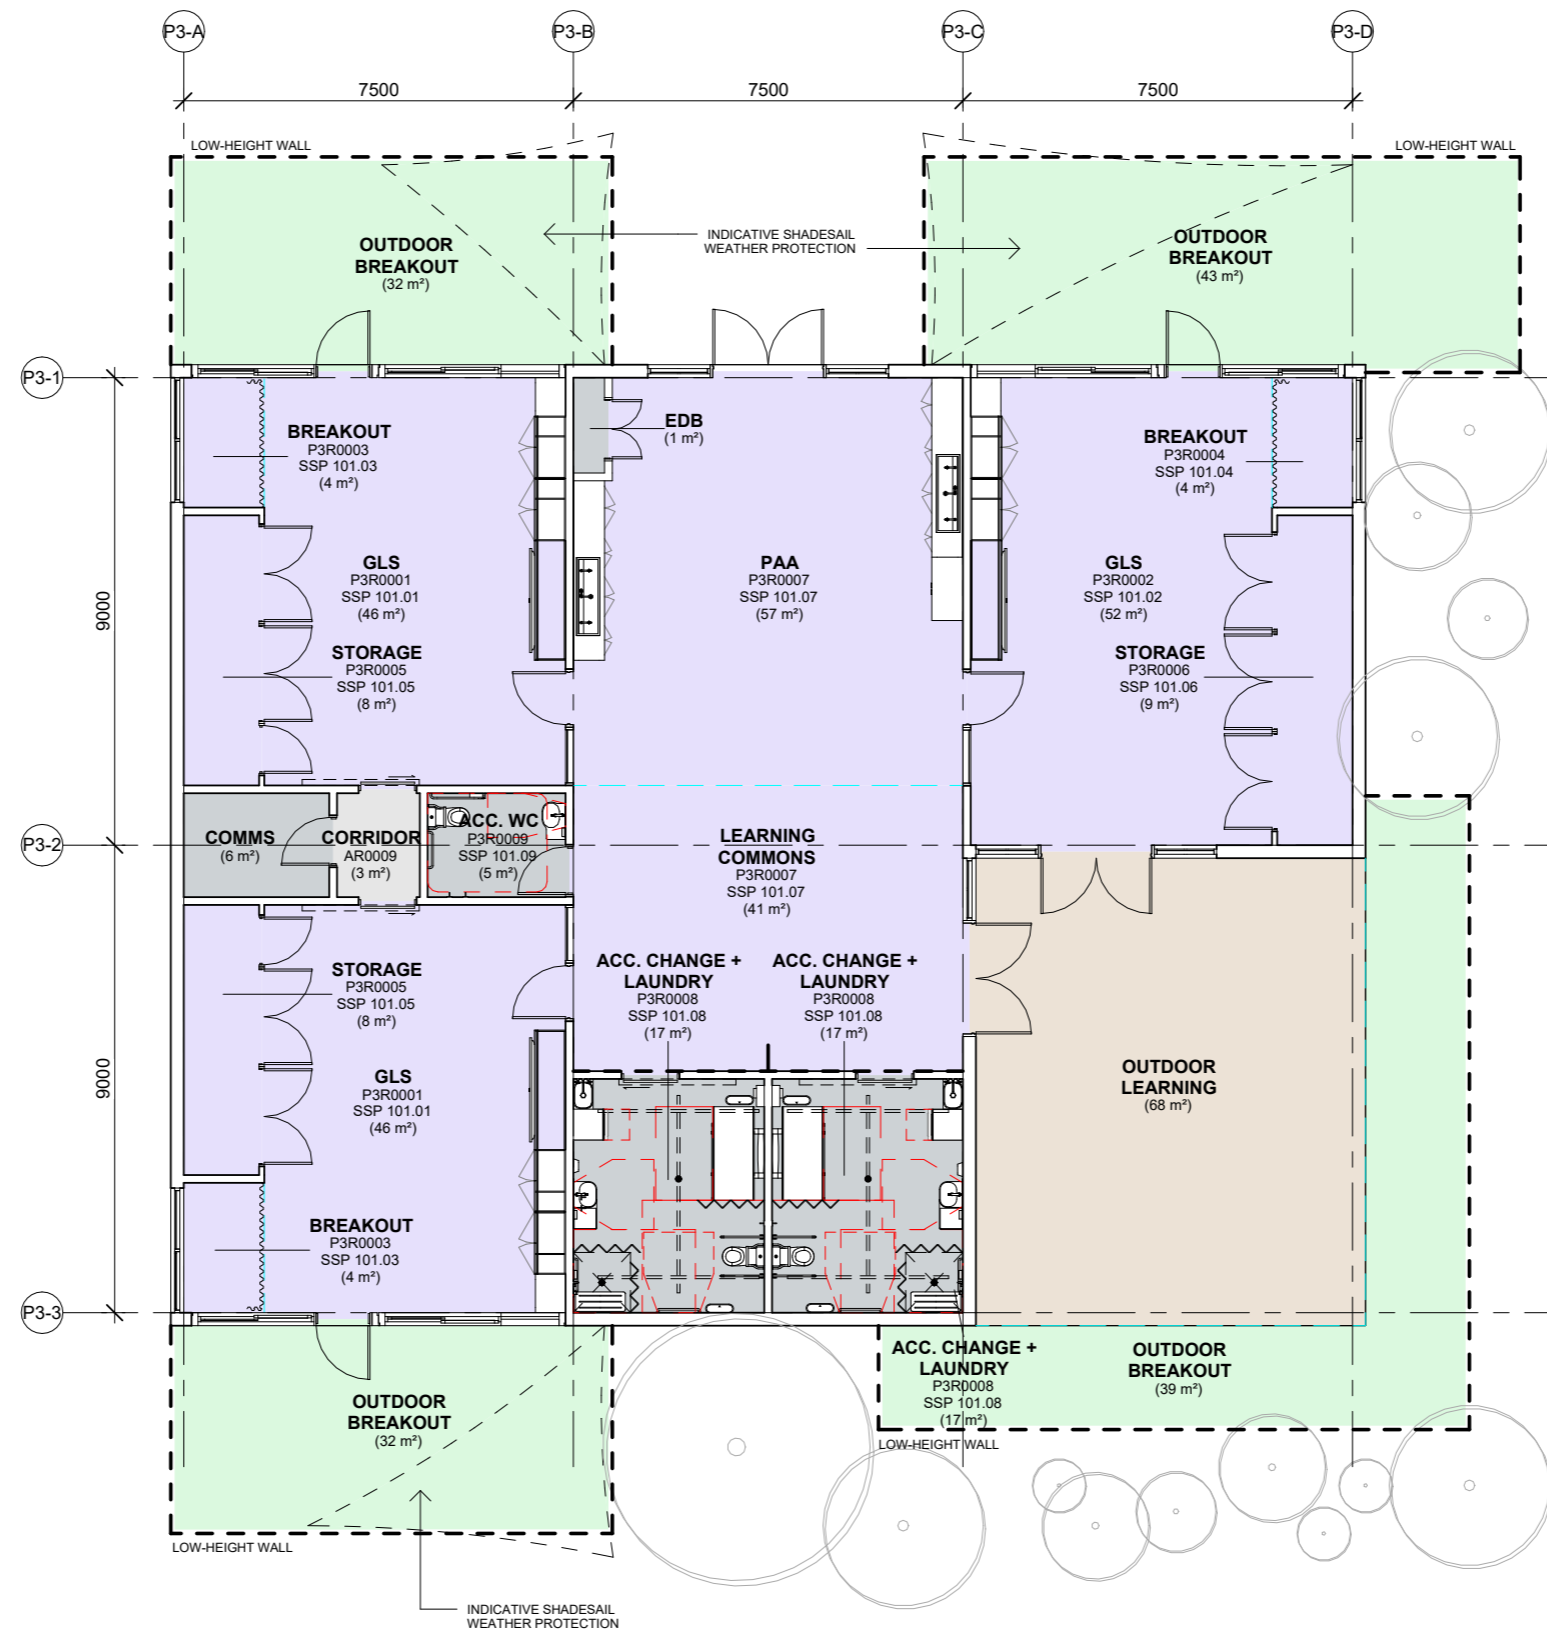 P3-A
P3-B
P3-C
P3-D
7500
7500
7500
LOW-HEIGHT WALL
LOW-HEIGHT WALL
OUTDOOR
BREAKOUT
(32 m²)
INDICATIVE SHADESAIL
WEATHER PROTECTION
OUTDOOR
BREAKOUT
(43 m²)
P3-1
BREAKOUT
P3R0003
SSP 101.03
(4 m²)
EDB
(1 m²)
BREAKOUT
P3R0004
SSP 101.04
(4 m²)
GLS
P3R0001
SSP 101.01
(46 m²)
PAA
P3R0007
SSP 101.07
(57 m²)
GLS
P3R0002
SSP 101.02
(52 m²)
9000
STORAGE
P3R0005
SSP 101.05
(8 m²)
STORAGE
P3R0006
SSP 101.06
(9 m²)
P3-2
COMMS
(6 m²)
CORRIDOR
AR0009
(3 m²)
ACC. WC
P3R0009
SSP 101.09
(5 m²)
LEARNING
COMMONS
P3R0007
SSP 101.07
(41 m²)
STORAGE
P3R0005
SSP 101.05
(8 m²)
ACC. CHANGE +
LAUNDRY
P3R0008
SSP 101.08
(17 m²)
ACC. CHANGE +
LAUNDRY
P3R0008
SSP 101.08
(17 m²)
9000
GLS
P3R0001
SSP 101.01
(46 m²)
OUTDOOR
LEARNING
(68 m²)
BREAKOUT
P3R0003
SSP 101.03
(4 m²)
P3-3
ACC. CHANGE +
LAUNDRY
P3R0008
SSP 101.08
(17 m²)
OUTDOOR
BREAKOUT
(39 m²)
OUTDOOR
BREAKOUT
(32 m²)
LOW-HEIGHT WALL
LOW-HEIGHT WALL
INDICATIVE SHADESAIL
WEATHER PROTECTION